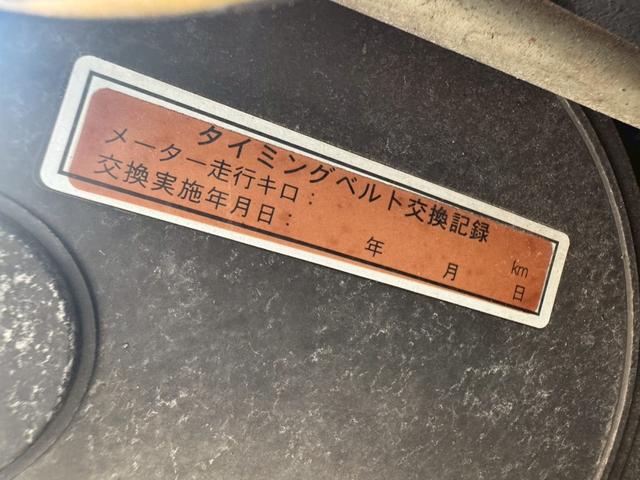 タイミングベルト交換記録
メーター走行キロ: km
交換実施年月日: 年 月 日